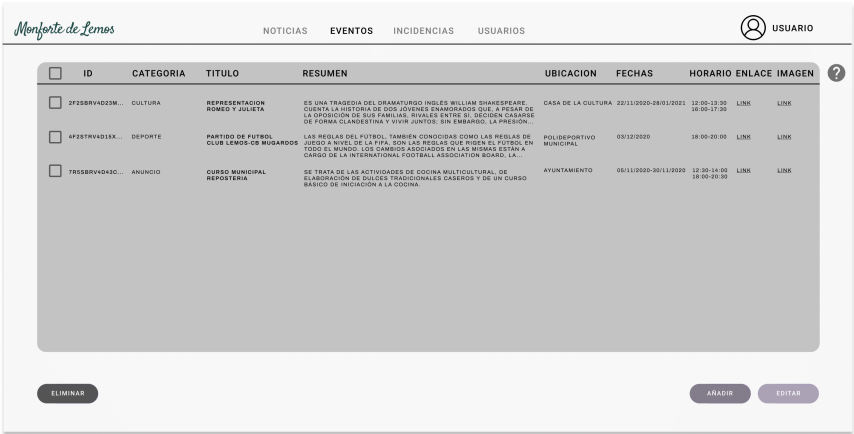 Monforte de Lemos
NOTICIAS EVENTOS INCIDENCIAS USUARIOS
USUARIO
ID CATEGORIA TITULO RESUMEN UBICACION FECHAS HORARIO ENLACE IMAGEN
?
2F2SBRV4D23M... CULTURA
REPRESENTACION
ROMEO Y JULIETA
ES UNA TRAGEDIA DEL DRAMATURGO INGLÉS WILLIAM SHAKESPEARE.
CUENTA LA HISTORIA DE DOS JÓVENES ENAMORADOS QUE, A PESAR DE
LA OPOSICIÓN DE SUS FAMILIAS, RIVALES ENTRE SÍ, DECIDEN CASARSE
DE FORMA CLANDESTINA Y VIVIR JUNTOS; SIN EMBARGO, LA PRESIÓN...
CASA DE LA CULTURA 22/11/2020-28/01/2021
12:00-13:30
16:00-17:30
LINK LINK
4F2STRV4D15X... DEPORTE
PARTIDO DE FUTBOL
CLUB LEMOS-CB MUGARDOS
LAS REGLAS DEL FÚTBOL, TAMBIÉN CONOCIDAS COMO LAS REGLAS DE
JUEGO A NIVEL DE LA FIFA, SON LAS REGLAS QUE RIGEN EL FÚTBOL EN
TODO EL MUNDO. LOS CAMBIOS ASOCIADOS EN LAS MISMAS ESTÁN A
CARGO DE LA INTERNATIONAL FOOTBALL ASSOCIATION BOARD, LA...
POLIDEPORTIVO
MUNICIPAL
03/12/2020
18:00-20:00
LINK LINK
7R5SBRV4D43C... ANUNCIO
CURSO MUNICIPAL
REPOSTERIA
SE TRATA DE LAS ACTIVIDADES DE COCINA MULTICULTURAL, DE
ELABORACIÓN DE DULCES TRADICIONALES CASEROS Y DE UN CURSO
BÁSICO DE INICIACIÓN A LA COCINA.
AYUNTAMIENTO
05/11/2020-30/11/2020
12:30-14:00
18:00-20:30
LINK LINK
ELIMINAR AÑADIR EDITAR